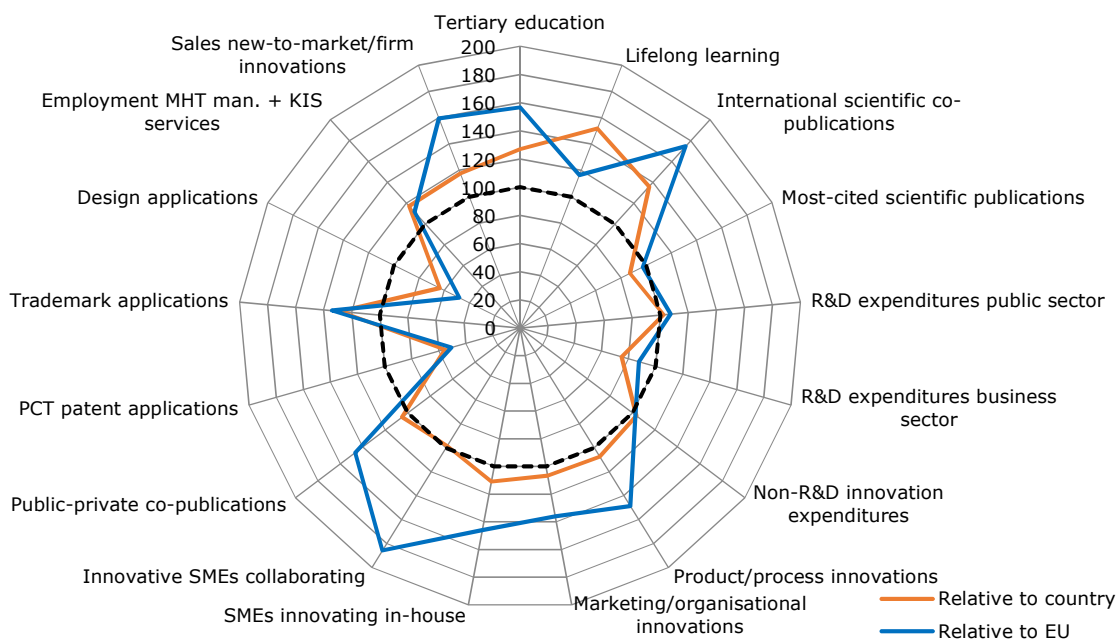 Tertiary education
Sales new-to-market/firm
innovations
Lifelong learning
Employment MHT man. + KIS
services
International scientific co-
publications
Design applications
Most-cited scientific publications
Trademark applications
R&D expenditures public sector
PCT patent applications
R&D expenditures business
sector
Public-private co-publications
Non-R&D innovation
expenditures
Innovative SMEs collaborating
Product/process innovations
SMEs innovating in-house
Marketing/organisational
innovations
200
180
160
140
120
100
80
60
40
20
0
Relative to country
Relative to EU